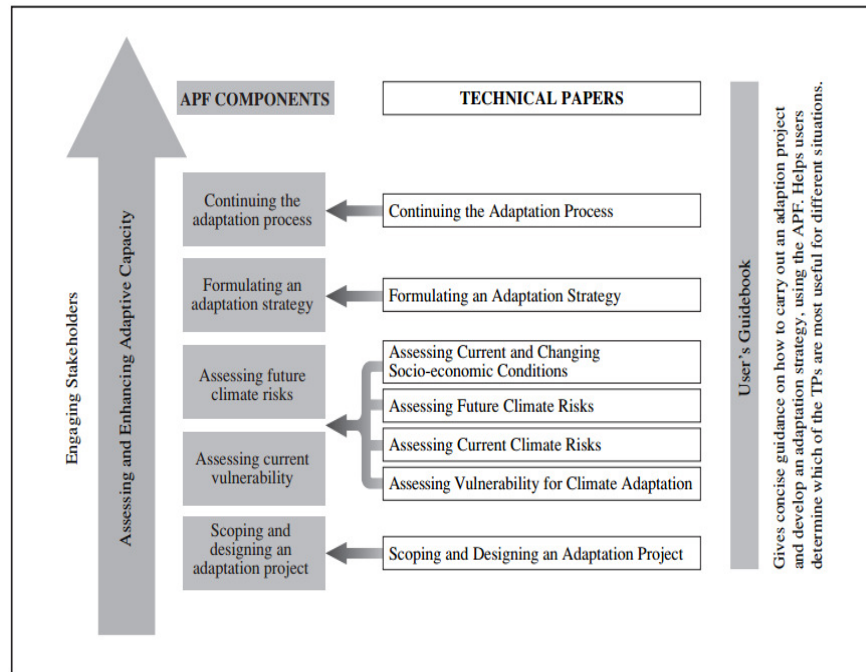 APF COMPONENTS
TECHNICAL PAPERS
Continuing the
adaptation process
Continuing the Adaptation Process
Formulating an
adaptation strategy
Formulating an Adaptation Strategy
Assessing future
climate risks
Assessing Current and Changing
Socio-economic Conditions
Assessing Future Climate Risks
Assessing current
vulnerability
Assessing Current Climate Risks
Assessing Vulnerability for Climate Adaptation
Scoping and
designing an
adaptation project
Scoping and Designing an Adaptation Project
Engaging Stakeholders
Assessing and Enhancing Adaptive Capacity
User's Guidebook
Gives concise guidance on how to carry out an adaptation project
and develop an adaptation strategy, using the APF. Helps users
determine which of the TPs are most useful for different situations.